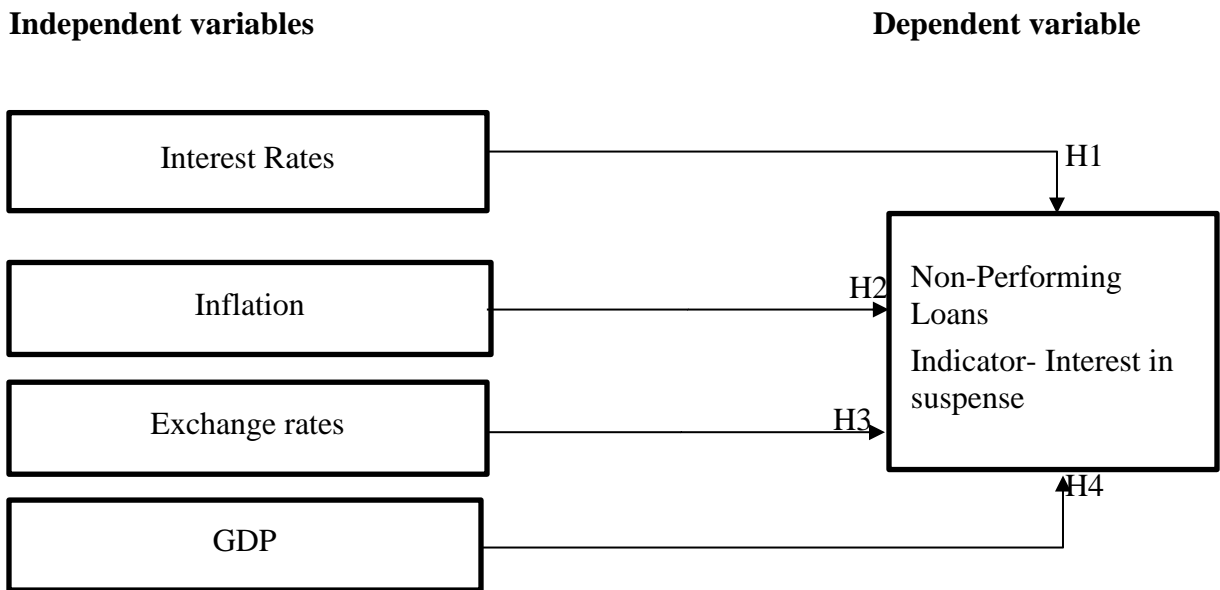 Independent variables
Dependent variable
Interest Rates
H1
Inflation
H2
Exchange rates
H3
GDP
H4
Non-Performing
Loans
Indicator- Interest in
suspense